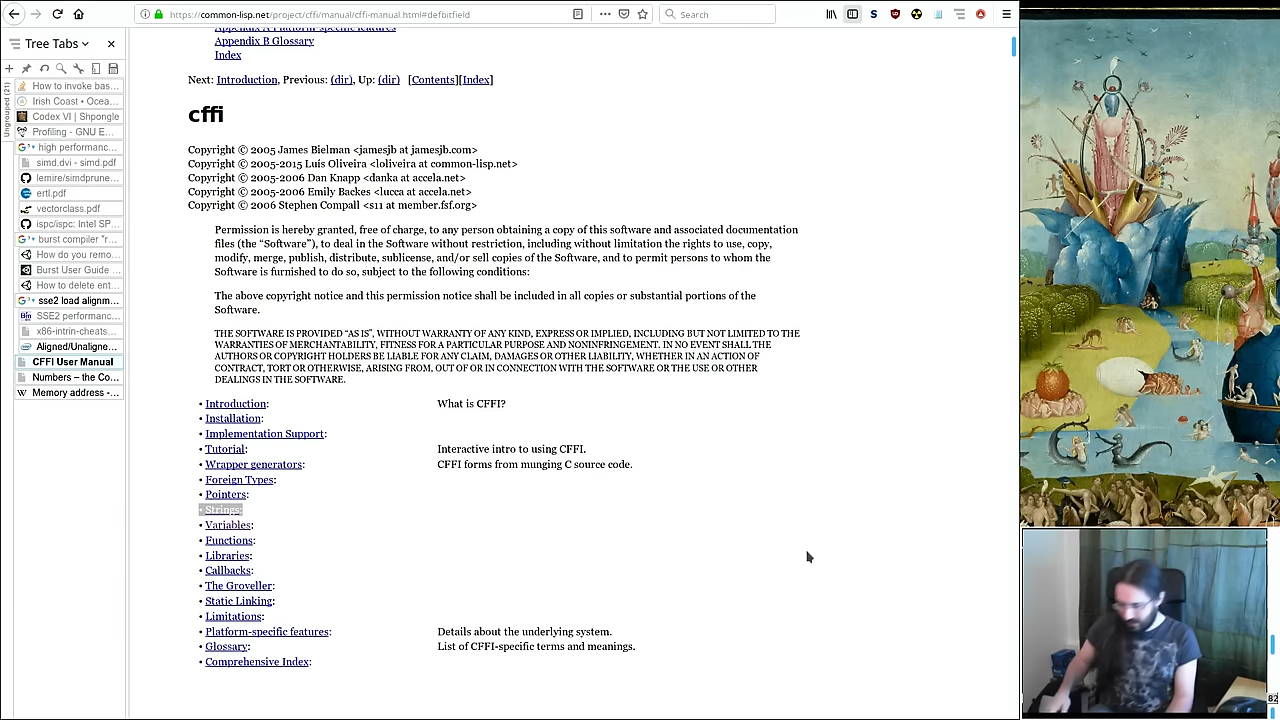 https://common-lisp.net/project/cffi/manual/cffi-manual.html#defbitfield
Search
Tree Tabs
Ungrouped (21)
How to invoke bas...
Irish Coast • Ocea...
Codex VI | Shpongle
Profiling - GNU E...
high performanc...
simd.dvi - simd.pdf
lemire/simdprune...
ertl.pdf
vectorclass.pdf
ispc/ispc: Intel SP...
burst compiler "r...
How do you remo...
Burst User Guide ...
How to delete ent...
sse2 load alignm...
SSE2 performanc...
x86-intrin-cheats...
Aligned/Unaligne...
CFFI User Manual
Numbers – the Co...
Memory address -...
Appendix A Platform-specific features
Appendix B Glossary
Index
Next: Introduction, Previous: (dir), Up: (dir) [Contents][Index]
cffi
Copyright © 2005 James Bielman <jamesjb at jamesjb.com>
Copyright © 2005-2015 Luís Oliveira <loliveira at common-lisp.net>
Copyright © 2005-2006 Dan Knapp <danka at accela.net>
Copyright © 2005-2006 Emily Backes <lucca at accela.net>
Copyright © 2006 Stephen Compall <s11 at member.fsf.org>
Permission is hereby granted, free of charge, to any person obtaining a copy of this software and associated documentation
files (the “Software”), to deal in the Software without restriction, including without limitation the rights to use, copy,
modify, merge, publish, distribute, sublicense, and/or sell copies of the Software, and to permit persons to whom the
Software is furnished to do so, subject to the following conditions:
The above copyright notice and this permission notice shall be included in all copies or substantial portions of the
Software.
THE SOFTWARE IS PROVIDED “AS IS”, WITHOUT WARRANTY OF ANY KIND, EXPRESS OR IMPLIED, INCLUDING BUT NOT LIMITED TO THE
WARRANTIES OF MERCHANTABILITY, FITNESS FOR A PARTICULAR PURPOSE AND NONINFRINGEMENT. IN NO EVENT SHALL THE
AUTHORS OR COPYRIGHT HOLDERS BE LIABLE FOR ANY CLAIM, DAMAGES OR OTHER LIABILITY, WHETHER IN AN ACTION OF
CONTRACT, TORT OR OTHERWISE, ARISING FROM, OUT OF OR IN CONNECTION WITH THE SOFTWARE OR THE USE OR OTHER
DEALINGS IN THE SOFTWARE.
• Introduction: What is CFFI?
• Installation:
• Implementation Support:
• Tutorial: Interactive intro to using CFFI.
• Wrapper generators: CFFI forms from munging C source code.
• Foreign Types:
• Pointers:
• Strings:
• Variables:
• Functions:
• Libraries:
• Callbacks:
• The Groveller:
• Static Linking:
• Limitations:
• Platform-specific features: Details about the underlying system.
• Glossary: List of CFFI-specific terms and meanings.
• Comprehensive Index:
82